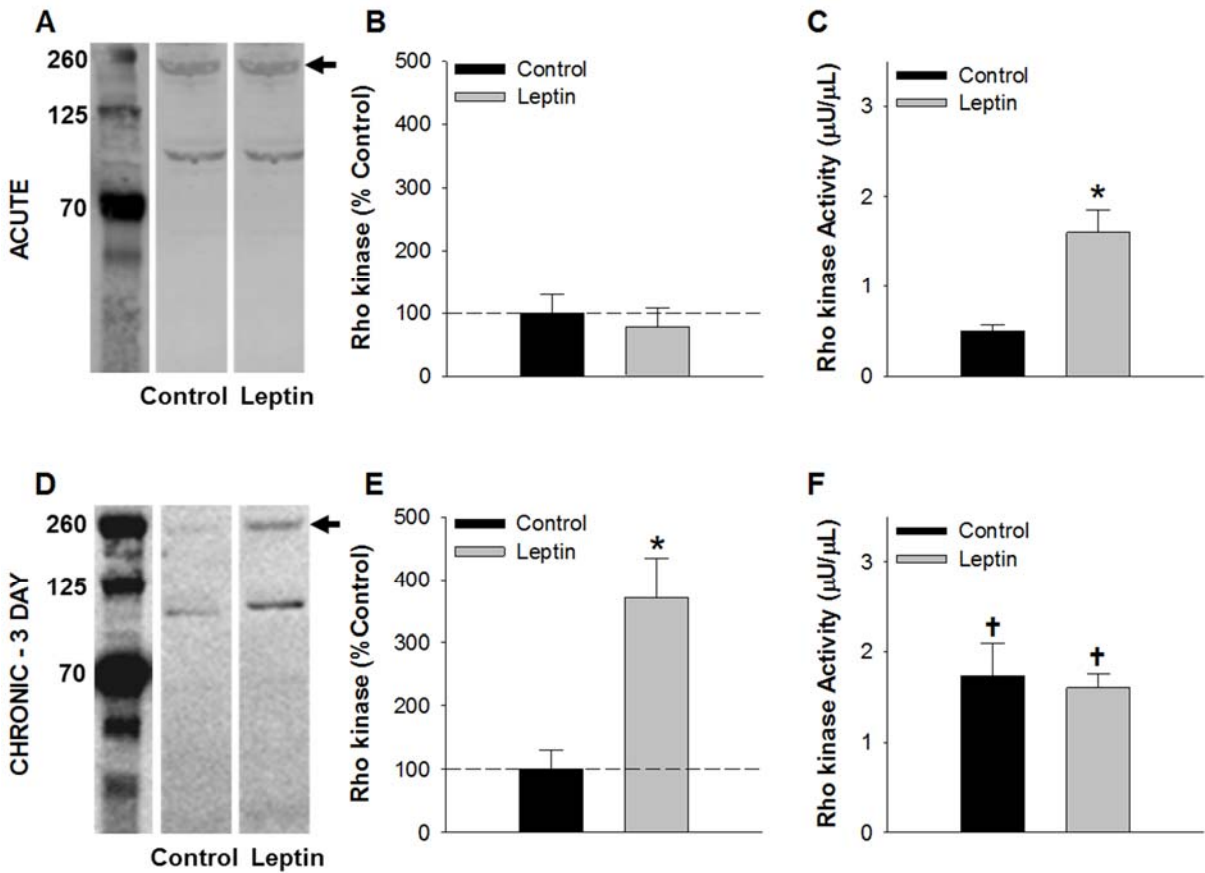 A
260
125
70
ACUTE
Control Leptin
B
500
400
300
200
100
0
Rho kinase (% Control)
Control
Leptin
C
3
2
1
0
Rho kinase Activity (μU/μL)
Control
Leptin
*
D
260
125
70
CHRONIC - 3 DAY
Control Leptin
E
500
400
300
200
100
0
Rho kinase (% Control)
Control
Leptin
*
F
3
2
1
0
Rho kinase Activity (μU/μL)
Control
Leptin
†
†